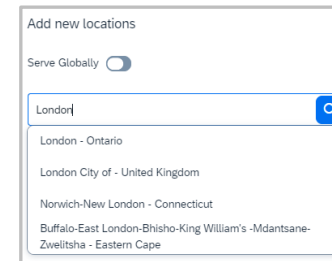 Add new locations
Serve Globally
London
London - Ontario
London City of - United Kingdom
Norwich-New London - Connecticut
Buffalo-East London-Bhisho-King William's -Mdantsane-
Zwelitsha - Eastern Cape